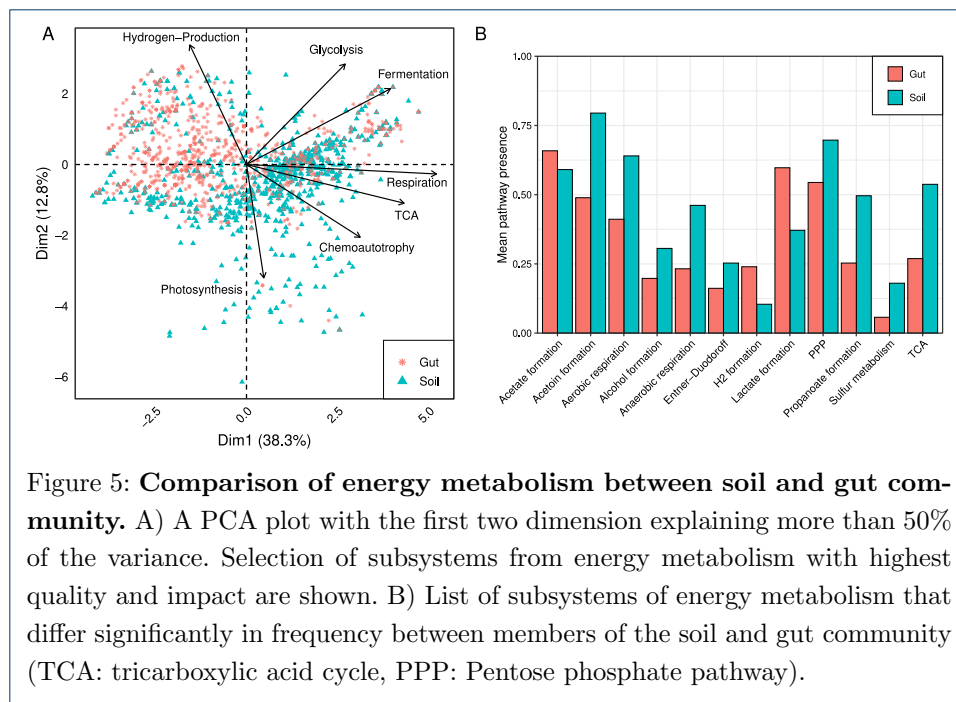 A
Hydrogen−Production
Glycolysis
Fermentation
Respiration
TCA
Chemoautotrophy
Photosynthesis
2
0
−2
−4
−6
Dim2 (12.8%)
−2.5
0.0
2.5
5.0
Dim1 (38.3%)
Gut
Soil
B
Gut
Soil
1.00
0.75
0.50
0.25
0.00
Mean pathway presence
Acetate formation
Acetoin formation
Aerobic respiration
Alcohol formation
Anaerobic respiration
Entner−Duodoroff
H2 formation
Lactate formation
PPP
Propanoate formation
Sulfur metabolism
TCA
Figure 5: Comparison of energy metabolism between soil and gut com-
munity. A) A PCA plot with the first two dimension explaining more than 50%
of the variance. Selection of subsystems from energy metabolism with highest
quality and impact are shown. B) List of subsystems of energy metabolism that
differ significantly in frequency between members of the soil and gut community
(TCA: tricarboxylic acid cycle, PPP: Pentose phosphate pathway).